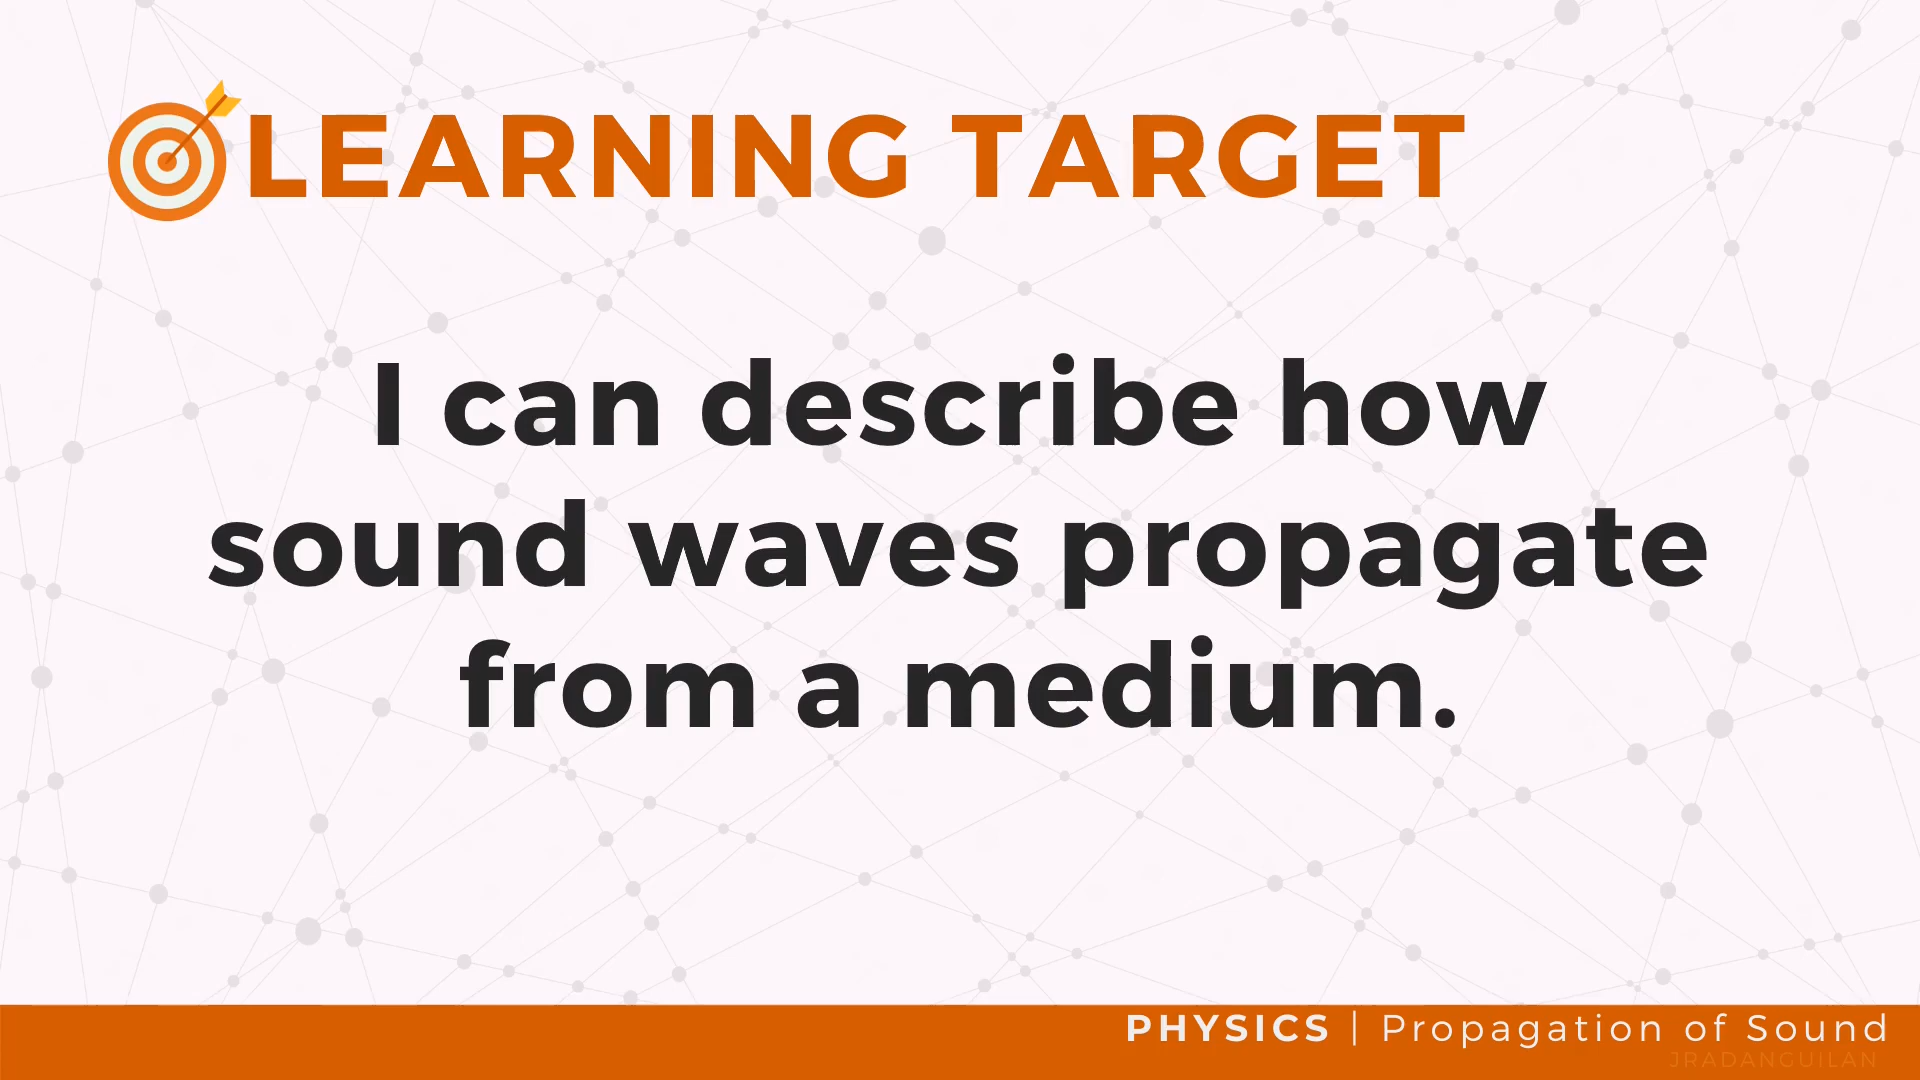 LEARNING TARGET
I can describe how
sound waves propagate
from a medium.
PHYSICS | Propagation of Sound
JRADANGUILAN